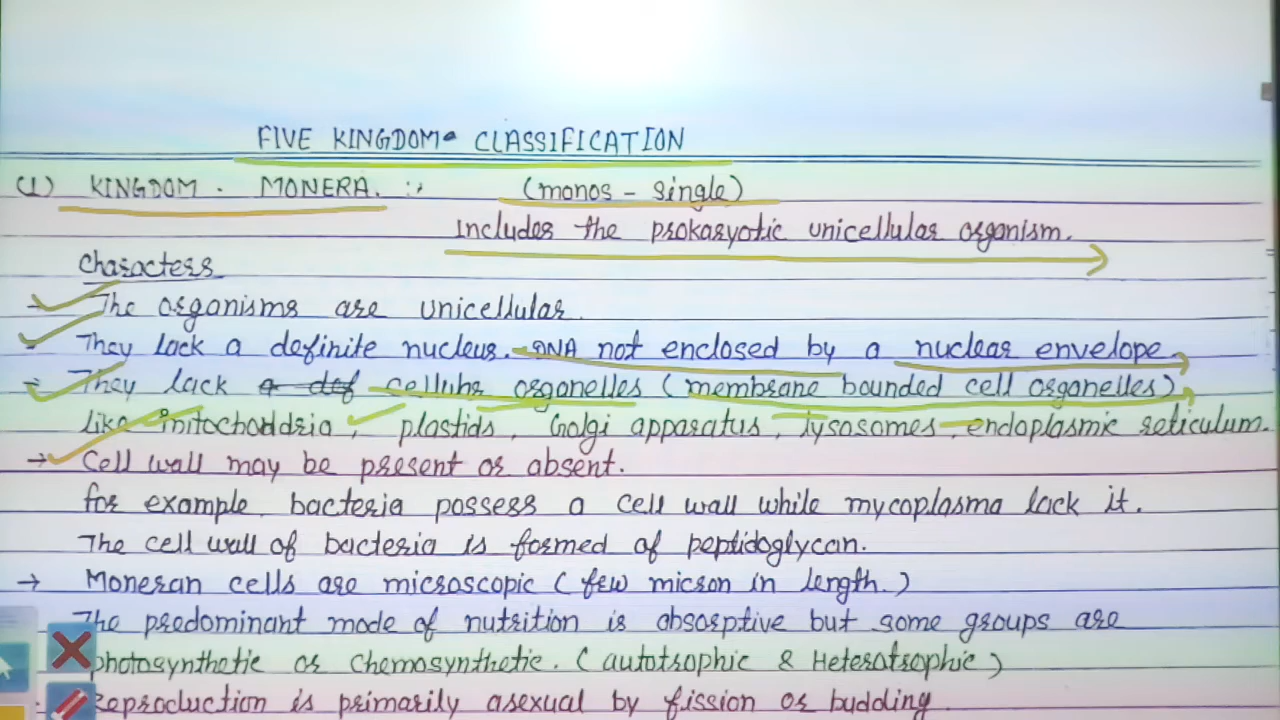 FIVE KINGDOM CLASSIFICATION
(1) KINGDOM. MONERA. :- (monos - single)
Includes the prokaryotic unicellular organism.
Characters
→ The organisms are unicellular.
→ They lack a definite nucleus. DNA not enclosed by a nuclear envelope.
→ They lack a def cellular organelles (membrane bounded cell organelles)
like mitochondria, plastids, Golgi apparatus, lysosomes, endoplasmic reticulum.
→ Cell wall may be present or absent.
for example, bacteria possess a cell wall while mycoplasma lack it.
The cell wall of bacteria is formed of peptidoglycan.
→ Moneran cells are microscopic (few micron in length.)
The predominant mode of nutrition is absorptive but some groups are
photosynthetic or chemosynthetic. (autotrophic & Heterotrophic)
Reproduction is primarily asexual by fission or budding